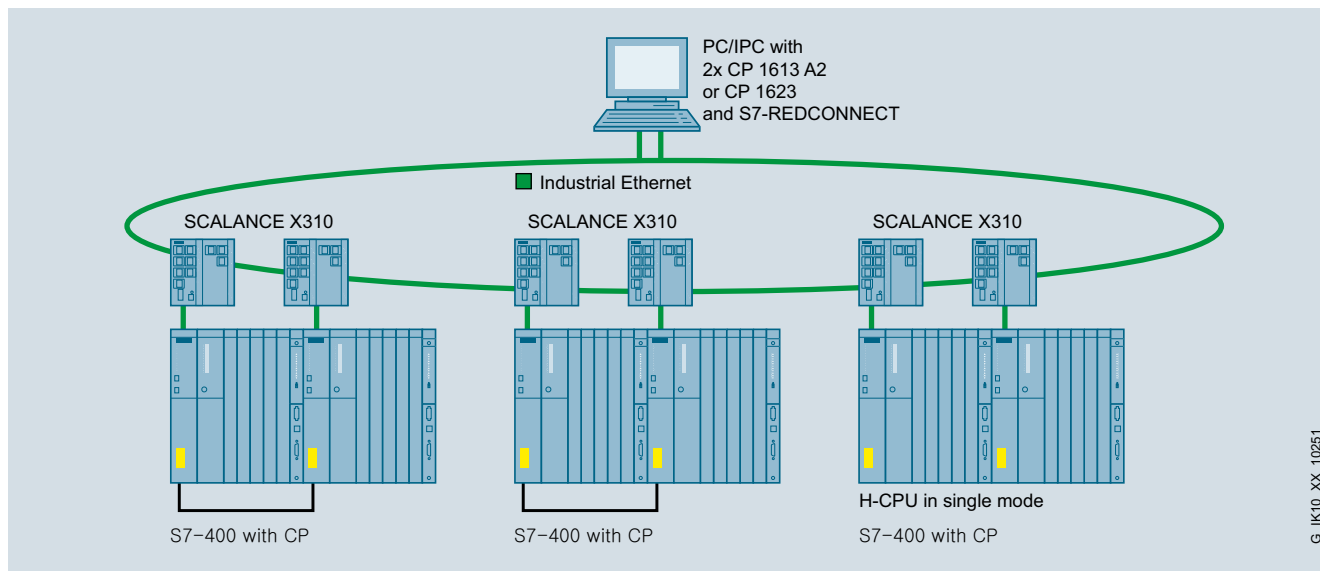 PC/IPC with
2x CP 1613 A2
or CP 1623
and S7-REDCONNECT
Industrial Ethernet
SCALANCE X310
SCALANCE X310
SCALANCE X310
H-CPU in single mode
S7-400 with CP
S7-400 with CP
S7-400 with CP
G_IK10_XX_10251